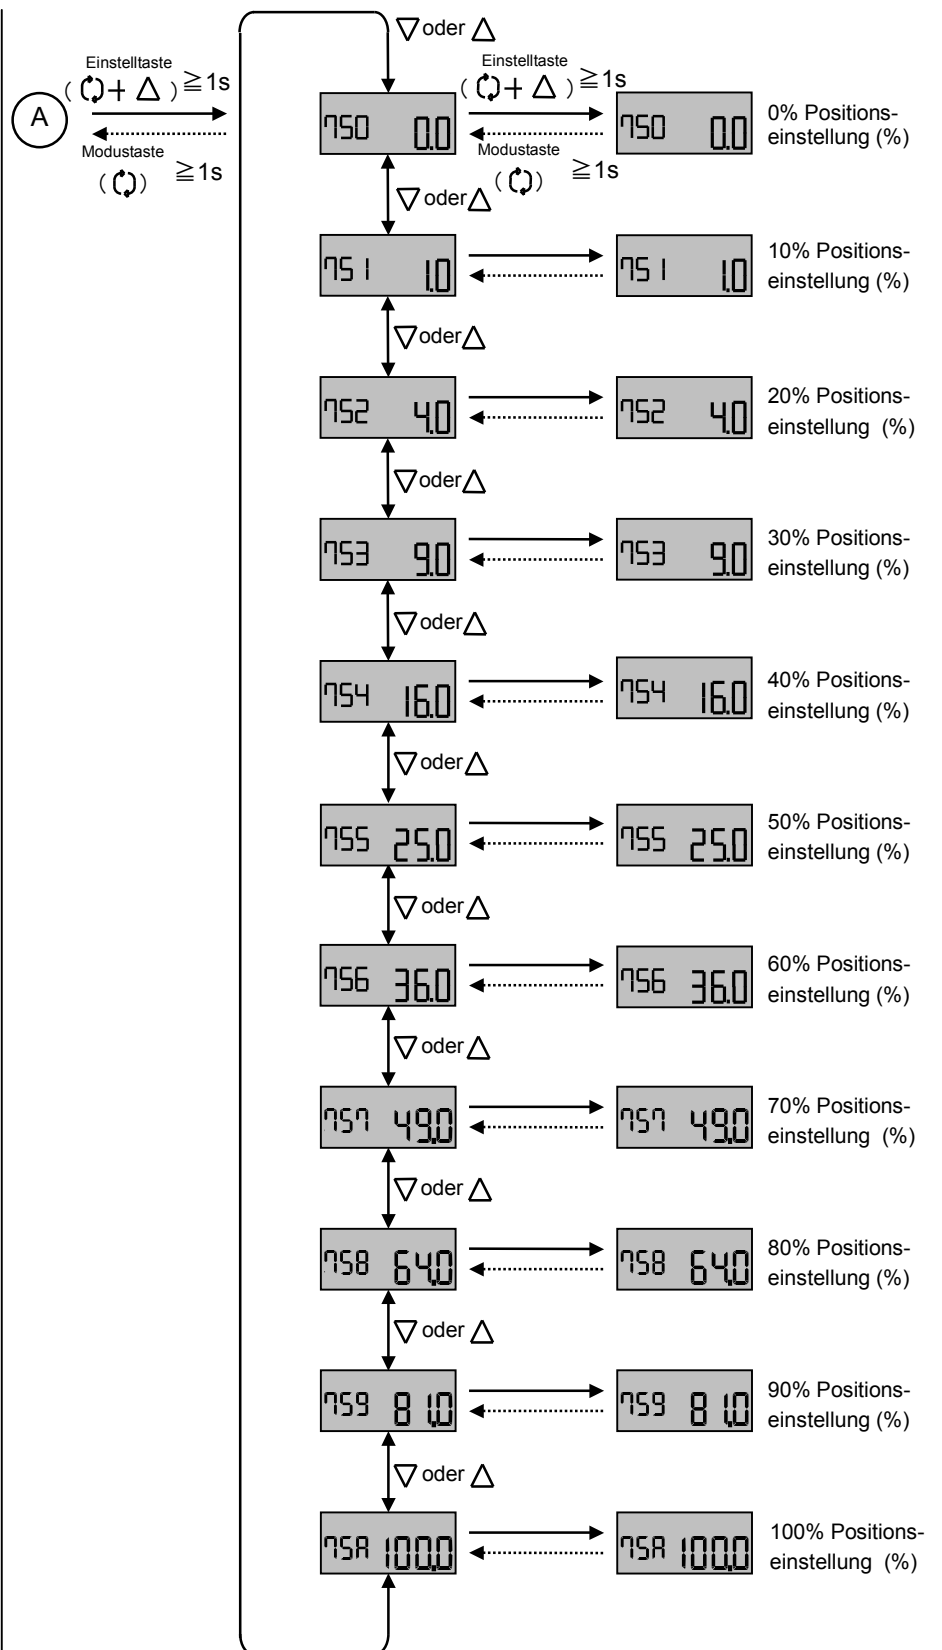 ▽oder△
Einstelltaste
(+ △) ≧1s
Einstelltaste
(+ △) ≧1s
A
750 0.0
750 0.0
0% Positions-
einstellung (%)
Modustaste
() ≧1s
Modustaste
() ≧1s
▽oder△
751 1.0
751 1.0
10% Positions-
einstellung (%)
▽oder△
752 4.0
752 4.0
20% Positions-
einstellung (%)
▽oder△
753 9.0
753 9.0
30% Positions-
einstellung (%)
▽oder△
754 16.0
754 16.0
40% Positions-
einstellung (%)
▽oder△
755 25.0
755 25.0
50% Positions-
einstellung (%)
▽oder△
756 36.0
756 36.0
60% Positions-
einstellung (%)
▽oder△
757 49.0
757 49.0
70% Positions-
einstellung (%)
▽oder△
758 64.0
758 64.0
80% Positions-
einstellung (%)
▽oder△
759 81.0
759 81.0
90% Positions-
einstellung (%)
▽oder△
75A 100.0
75A 100.0
100% Positions-
einstellung (%)